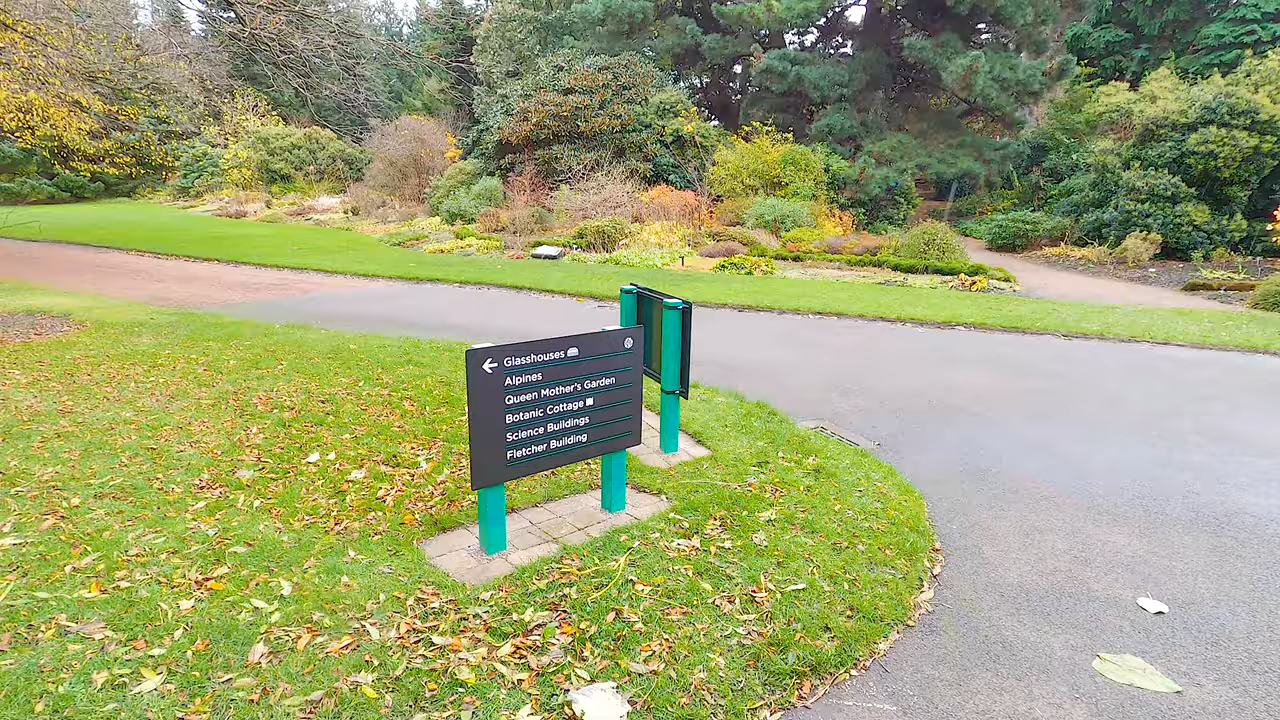 ← Glasshouses
Alpines
Queen Mother's Garden
Botanic Cottage
Science Buildings
Fletcher Building